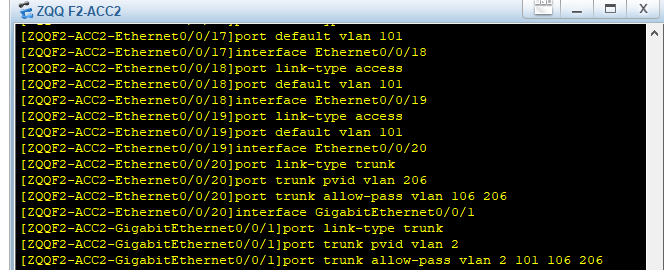 ZQQ F2-ACC2
[ZQQF2-ACC2-Ethernet0/0/17]port default vlan 101
[ZQQF2-ACC2-Ethernet0/0/17]interface Ethernet0/0/18
[ZQQF2-ACC2-Ethernet0/0/18]port link-type access
[ZQQF2-ACC2-Ethernet0/0/18]port default vlan 101
[ZQQF2-ACC2-Ethernet0/0/18]interface Ethernet0/0/19
[ZQQF2-ACC2-Ethernet0/0/19]port link-type access
[ZQQF2-ACC2-Ethernet0/0/19]port default vlan 101
[ZQQF2-ACC2-Ethernet0/0/19]interface Ethernet0/0/20
[ZQQF2-ACC2-Ethernet0/0/20]port link-type trunk
[ZQQF2-ACC2-Ethernet0/0/20]port trunk pvid vlan 206
[ZQQF2-ACC2-Ethernet0/0/20]port trunk allow-pass vlan 106 206
[ZQQF2-ACC2-Ethernet0/0/20]interface GigabitEthernet0/0/1
[ZQQF2-ACC2-GigabitEthernet0/0/1]port link-type trunk
[ZQQF2-ACC2-GigabitEthernet0/0/1]port trunk pvid vlan 2
[ZQQF2-ACC2-GigabitEthernet0/0/1]port trunk allow-pass vlan 2 101 106 206